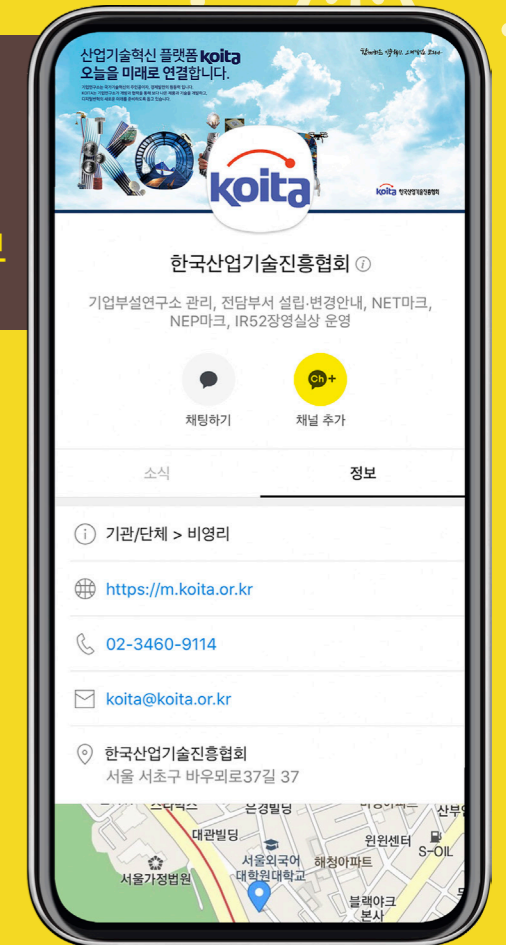 산업기술혁신 플랫폼 koita
오늘을 미래로 연결합니다.
koita
koita 한국산업기술진흥협회
한국산업기술진흥협회
기업부설연구소 관리, 전담부서 설립·변경안내, NET마크,
NEP마크, IR52장영실상 운영
Ch+
채팅하기
채널 추가
소식
정보
기관/단체 > 비영리
https://m.koita.or.kr
02-3460-9114
koita@koita.or.kr
한국산업기술진흥협회
서울 서초구 바우뫼로37길 37
은경빌딩
대관빌딩
윈윈센터
S-OIL
서울외국어
대학원대학교
해청아파트
서울가정법원
블랙야크
본사